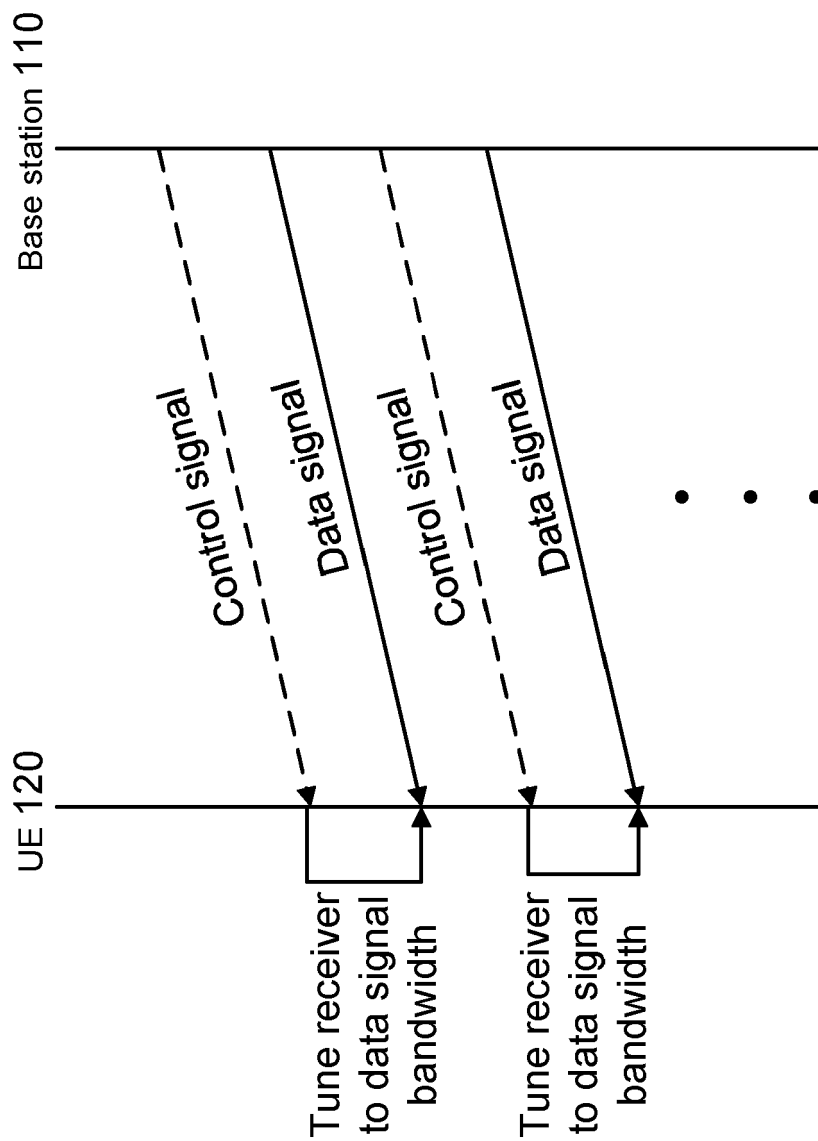 UE 120
Base station 110
Control signal
Data signal
Tune receiver
to data signal
bandwidth
Control signal
Data signal
Tune receiver
to data signal
bandwidth